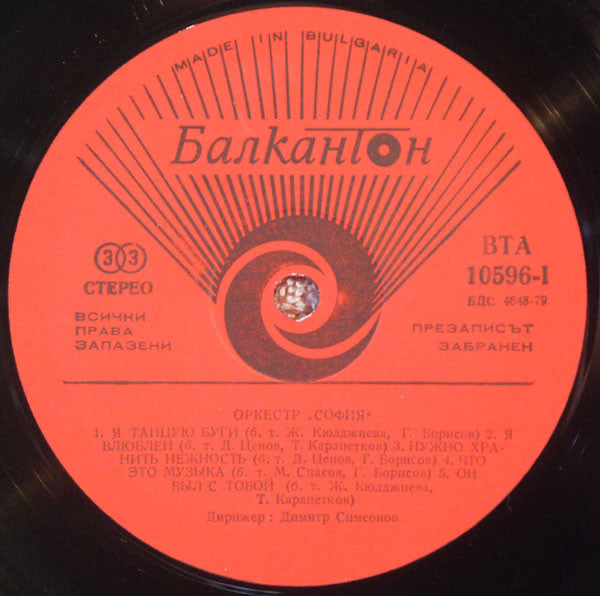 MADE IN BULGARIA
Балкантон
33
СТЕРЕО
ВСИЧКИ
ПРАВА
ЗАПАЗЕНИ
ВТА
10596-I
БДС 4648-79
ПРЕЗАПИСЪТ
ЗАБРАНЕН
ОРКЕСТР „СОФИЯ“
1. Я ТАНЦУЮ БУГИ (б. т. Ж. Кюлджиева, Г. Борисов) 2. Я
ВЛЮБЛЕН (б. т. Д. Ценов, Т. Карапетков) 3. НУЖНО ХРА-
НИТЬ НЕЖНОСТЬ (б. т. Д. Ценов, Г. Борисов) 4. ЧТО
ЭТО МУЗЫКА (б. т. М. Спасов, Г. Борисов) 5. ОН
БЫЛ С ТОБОЙ (б. т. Ж. Кюлджиева,
Т. Карапетков)
Дирижер: Димитр Симеонов